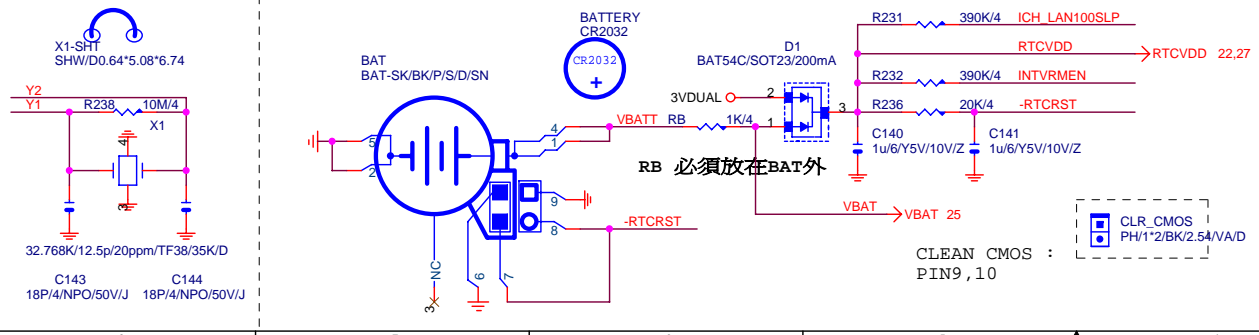 X1-SHT
SHW/D0.64*5.08*6.74
Y2
Y1
R238
10M/4
X1
4
3
32.768K/12.5p/20ppm/TF38/35K/D
C143
18P/4/NPO/50V/J
C144
18P/4/NPO/50V/J
BAT
BAT-SK/BK/P/S/D/SN
BATTERY
CR2032
CR2032
+
5
2
4
1
9
8
NC
3
6
7
VBATT
RB
1K/4
RB 必須放在BAT外
-RTCRST
D1
BAT54C/SOT23/200mA
3VDUAL
2
1
3
R231
390K/4
ICH_LAN100SLP
RTCVDD
RTCVDD 22,27
R232
390K/4
INTVRMEN
R236
20K/4
-RTCRST
C140
1u/6/Y5V/10V/Z
C141
1u/6/Y5V/10V/Z
VBAT
VBAT 25
CLEAN CMOS :
PIN9,10
CLR_CMOS
PH/1*2/BK/2.54/VA/D